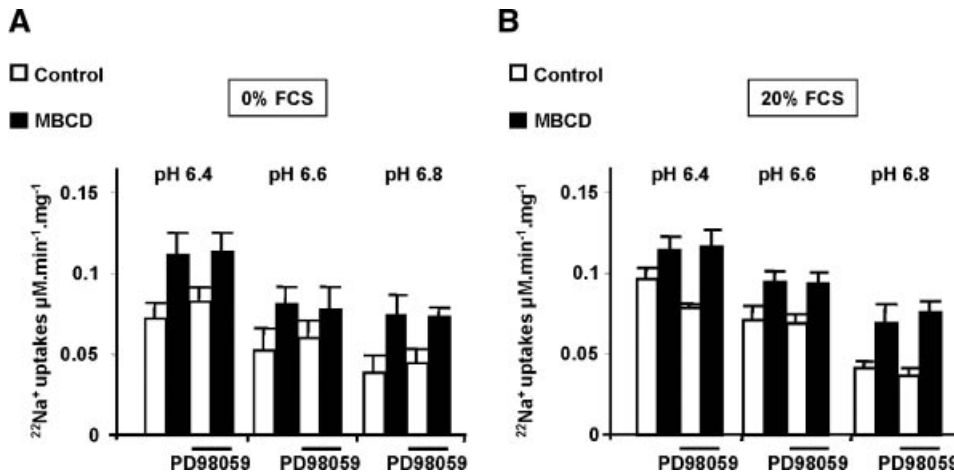 A
Control
MBCD
0% FCS
pH 6.4 pH 6.6 pH 6.8
²²Na⁺ uptakes µM.min⁻¹.mg⁻¹
0.15
0.1
0.05
0
PD98059 PD98059 PD98059
B
Control
MBCD
20% FCS
pH 6.4 pH 6.6 pH 6.8
²²Na⁺ uptakes µM.min⁻¹.mg⁻¹
0.15
0.1
0.05
0
PD98059 PD98059 PD98059